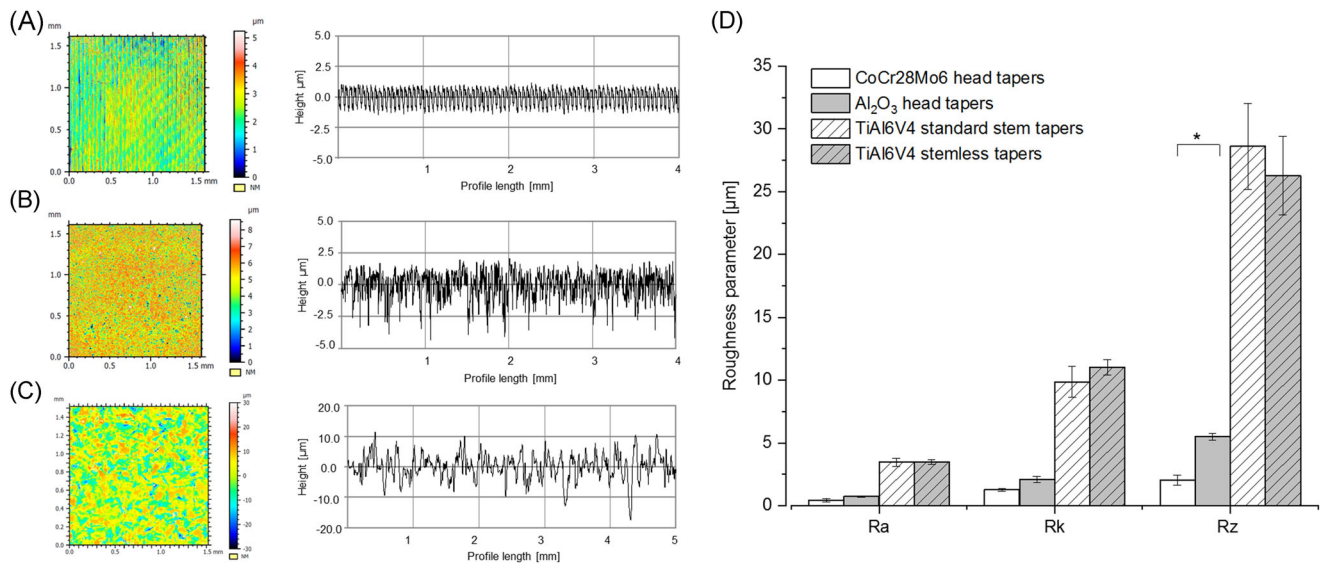 (A)
mm
1.5
1.0
0.5
0.0
0.0 0.5 1.0 1.5 mm
µm
5
4
3
2
1
0
NM
Height µm
5.0
2.5
0.0
-2.5
-5.0
1 2 3 4
Profile length [mm]
(B)
mm
1.5
1.0
0.5
0.0
0.0 0.5 1.0 1.5 mm
µm
8
7
6
5
4
3
2
1
0
NM
Height µm]
5.0
2.5
0.0
-2.5
-5.0
1 2 3 4
Profile length [mm]
(C)
mm
1.4
1.2
1.0
0.8
0.6
0.4
0.2
0.0
0.0 0.5 1.0 1.5 mm
µm
30
20
10
0
-10
-20
-30
NM
Height [µm]
20.0
10.0
0.0
-10.0
-20.0
1 2 3 4 5
Profile length [mm]
(D)
Roughness parameter [µm]
35
30
25
20
15
10
5
0
CoCr28Mo6 head tapers
Al₂O₃ head tapers
TiAl6V4 standard stem tapers
TiAl6V4 stemless tapers
*
Ra Rk Rz